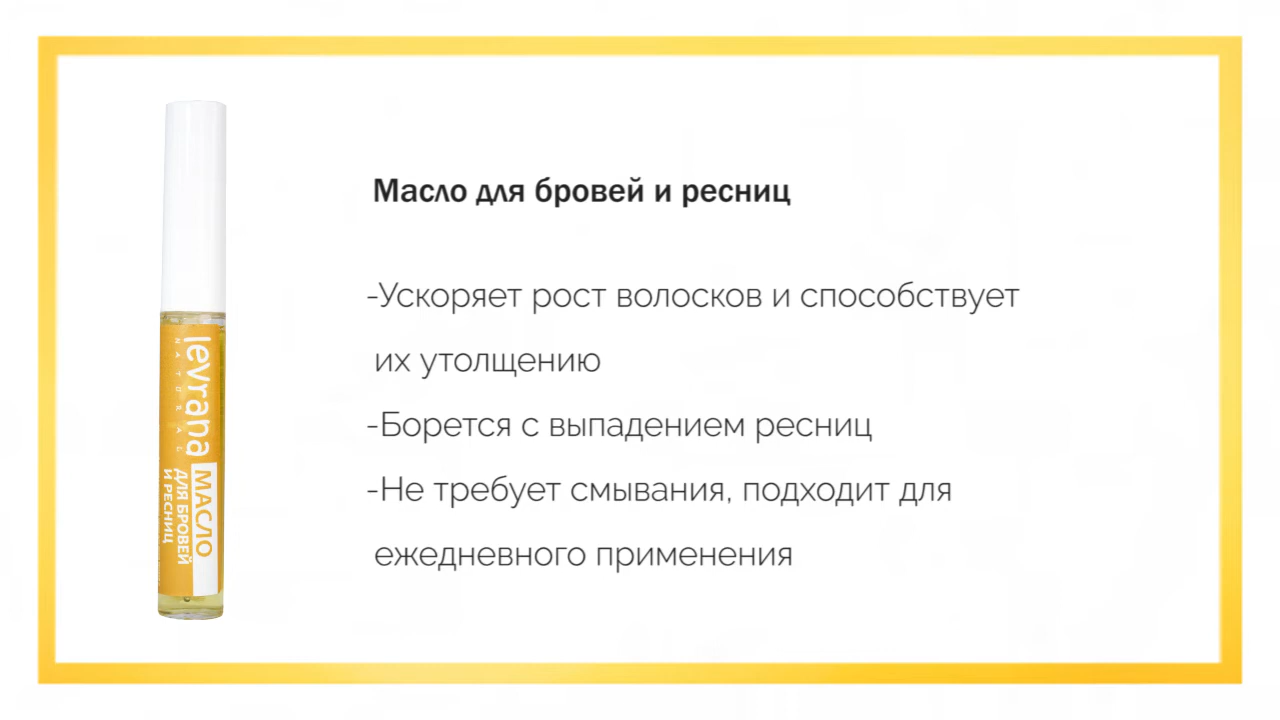 Масло для бровей и ресниц
-Ускоряет рост волосков и способствует
их утолщению
-Борется с выпадением ресниц
-Не требует смывания, подходит для
ежедневного применения
levrana
NATURAL
МАСЛО
ДЛЯ БРОВЕЙ
И РЕСНИЦ